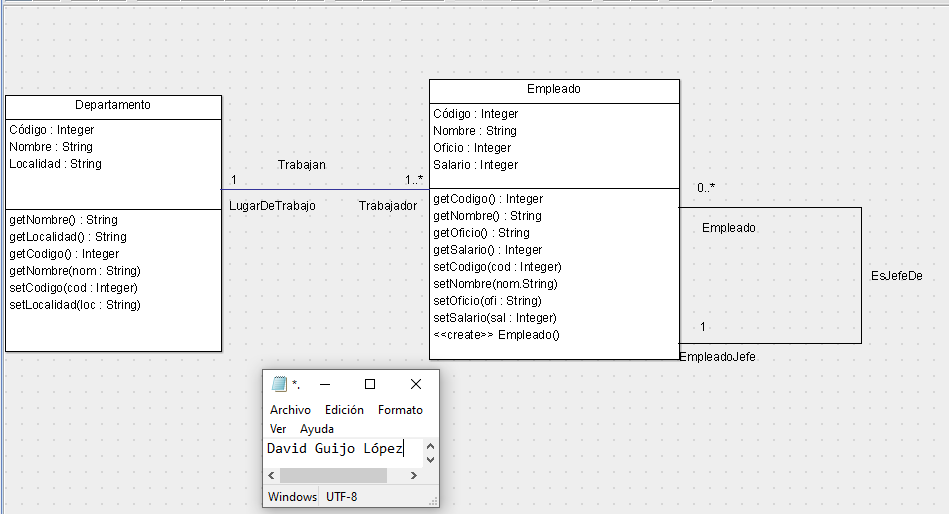 Departamento
Código : Integer
Nombre : String
Localidad : String
getNombre() : String
getLocalidad() : String
getCodigo() : Integer
getNombre(nom : String)
setCodigo(cod : Integer)
setLocalidad(loc : String)
Trabajan
1
1..*
LugarDeTrabajo
Trabajador
Empleado
Código : Integer
Nombre : String
Oficio : Integer
Salario : Integer
getCodigo() : Integer
getNombre() : String
getOficio() : String
getSalario() : Integer
setCodigo(cod : Integer)
setNombre(nom.String)
setOficio(ofi : String)
setSalario(sal : Integer)
<<create>> Empleado()
0..*
Empleado
EsJefeDe
1
EmpleadoJefe
*.
Archivo Edición Formato
Ver Ayuda
David Guijo López
Windows UTF-8